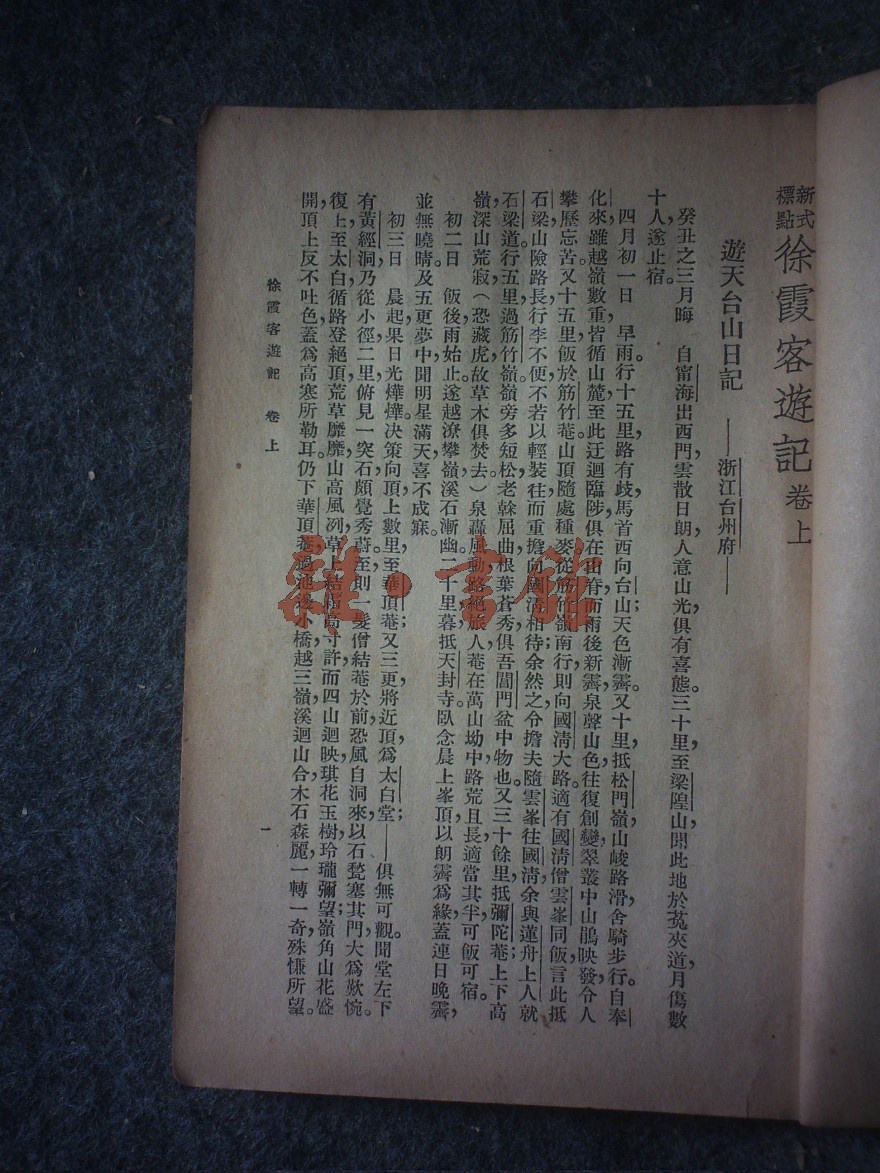 新式標點 徐霞客遊記 卷上
遊天台山日記 ——浙江台州府——
癸丑之三月晦 自甯海出西門，雲散日朗，人意山光，俱有喜態。三十里，至梁隍山，聞此地於菟夾道，月傷數
十人，遂止宿。
四月初一日 早雨。行十五里，路有歧，馬首西向台山，天色漸霽。又十里，抵松門嶺，山峻路滑，舍騎步行。自奉
化來，雖越嶺數重，皆循山麓；至此迂迴臨陟，俱在山脊。而雨後新霽，泉聲山色，往復創變，翠叢中山鵑映發，令人
攀歷忘苦。又十五里，飯於筋竹菴。山頂隨處種麥。從筋竹嶺南行，則向國清大路。適有國清僧雲峯同飯，言此抵
石梁，山險路長，行李不便，不若以輕裝往，而重擔向國清相待。余然之，令擔夫隨雲峯往國清，余與蓮舟上人就
石梁道。行五里，過筋竹嶺。嶺旁多短松，老幹屈曲，根葉蒼秀，俱吾閶門盆中物也。又三十餘里，抵彌陀菴。上下高
嶺，深山荒寂，（恐藏虎，故草木俱焚去。）泉轟風動，路絕旅人。菴在萬山坳中，路荒且長，適當其半，可飯可宿。
初二日 飯後，雨始止。遂越潦攀嶺，溪石漸幽。二十里，暮抵天封寺。臥念晨上峯頂，以朗霽爲緣，蓋連日晚霽，
並無曉晴。及五更夢中，聞明星滿天，喜不成寐。
初三日 晨起，果日光燁燁，決策向頂。上數里，至華頂菴；又三更將近頂，爲太白堂；——俱無可觀。聞堂左下
有黃經洞，乃從小徑。二里，俯見一突石，頗覺秀蔚。至則一髮僧結菴於前，恐風自洞來，以石甃塞其門，大爲歎惋。
復上至太白，循路登絕頂。荒草靡靡，山高風冽，草上結霜高寸許，而四山迴映，琪花玉樹，玲瓏彌望；嶺角山花盛
開，頂上反不吐色，蓋爲高寒所勒耳。仍下華頂菴，過池邊小橋，越三嶺，溪迴山合，木石森麗，一轉一奇，殊慊所望。
徐霞客遊記 卷上
一